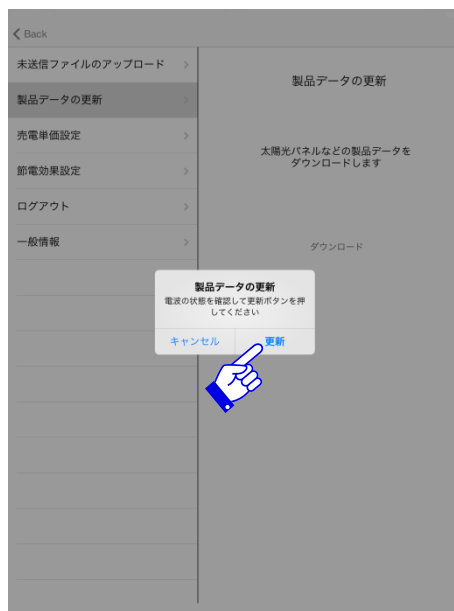 Back
未送信ファイルのアップロード
製品データの更新
売電単価設定
節電効果設定
ログアウト
一般情報
製品データの更新
太陽光パネルなどの製品データを
ダウンロードします
ダウンロード
製品データの更新
電波の状態を確認して更新ボタンを押
してください
キャンセル
更新